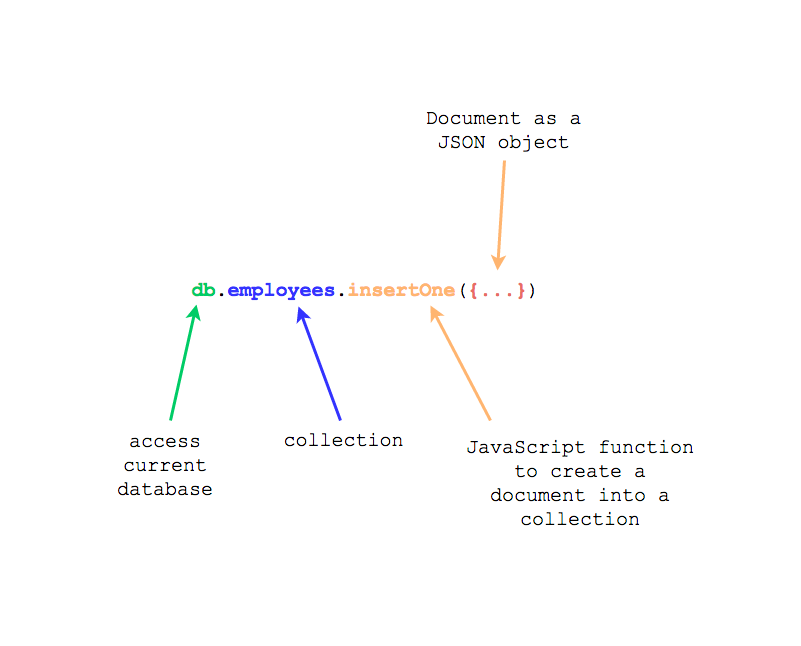 Document as a
JSON object
db.employees.insertOne({...})
access
current
database
collection
JavaScript function
to create a
document into a
collection